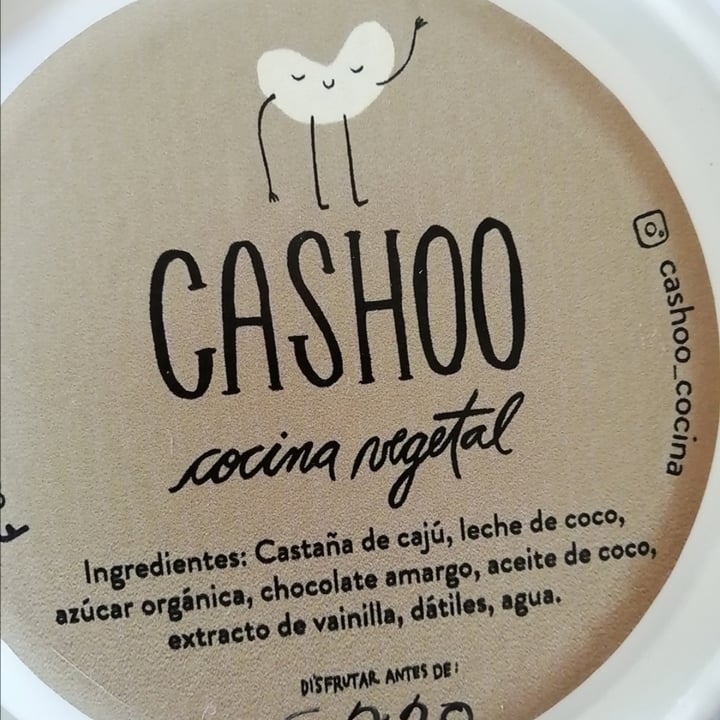 CASHOO
cocina vegetal
cashoo_cocina
Ingredientes: Castaña de cajú, leche de coco,
azúcar orgánica, chocolate amargo, aceite de coco,
extracto de vainilla, dátiles, agua.
DISFRUTAR ANTES DE: